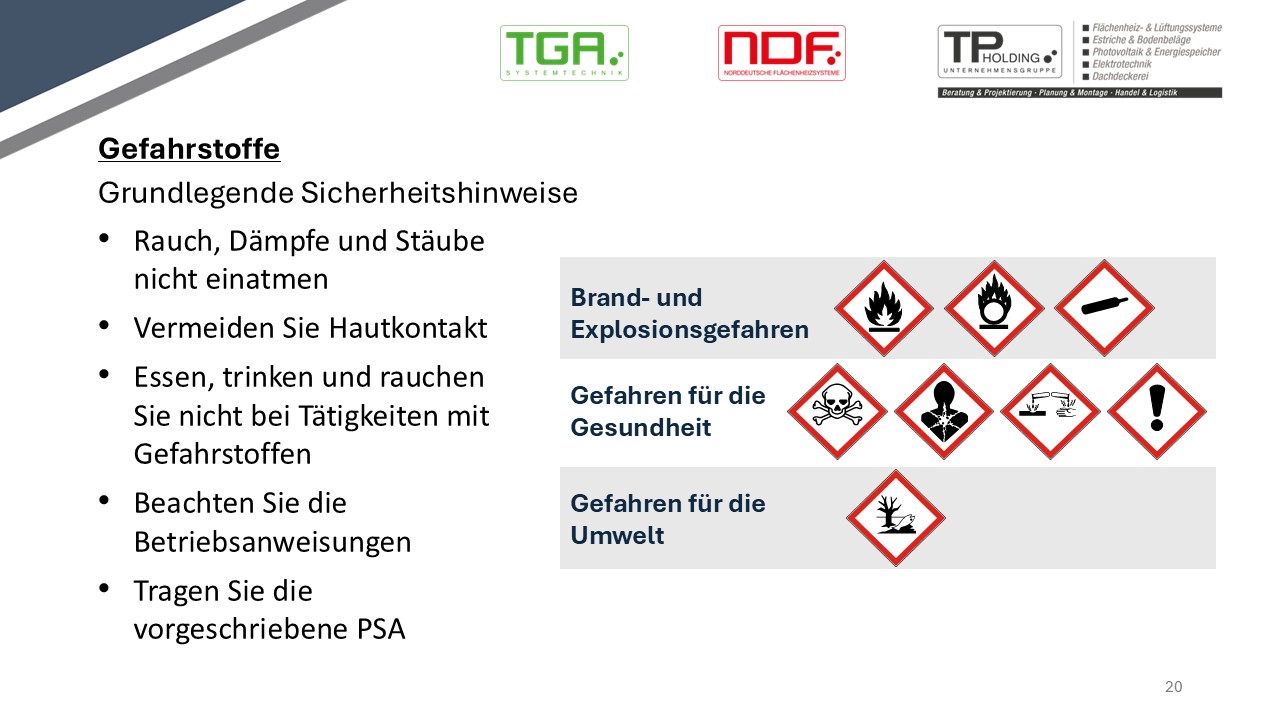 TGA
SYSTEMTECHNIK
NDF
NORDDEUTSCHE FLÄCHENHEIZSYSTEME
TP HOLDING
UNTERNEHMENSGRUPPE
Flächenheiz- & Lüftungssysteme
Estriche & Bodenbeläge
Photovoltaik & Energiespeicher
Elektrotechnik
Dachdeckerei
Beratung & Projektierung · Planung & Montage · Handel & Logistik
Gefahrstoffe
Grundlegende Sicherheitshinweise
• Rauch, Dämpfe und Stäube
nicht einatmen
• Vermeiden Sie Hautkontakt
• Essen, trinken und rauchen
Sie nicht bei Tätigkeiten mit
Gefahrstoffen
• Beachten Sie die
Betriebsanweisungen
• Tragen Sie die
vorgeschriebene PSA
Brand- und
Explosionsgefahren
Gefahren für die
Gesundheit
Gefahren für die
Umwelt
20